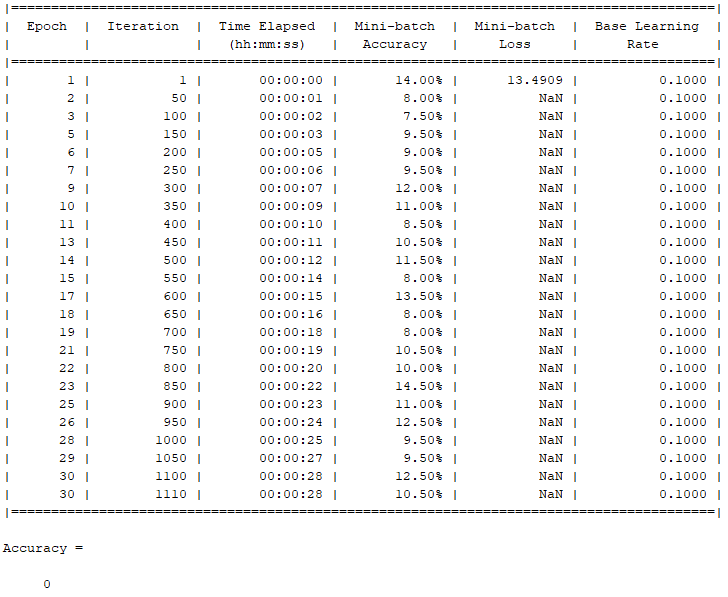 |========================================================================================|
| Epoch | Iteration | Time Elapsed | Mini-batch | Mini-batch | Base Learning |
| | | (hh:mm:ss) | Accuracy | Loss | Rate |
|========================================================================================|
| 1 | 1 | 00:00:00 | 14.00% | 13.4909 | 0.1000 |
| 2 | 50 | 00:00:01 | 8.00% | NaN | 0.1000 |
| 3 | 100 | 00:00:02 | 7.50% | NaN | 0.1000 |
| 5 | 150 | 00:00:03 | 9.50% | NaN | 0.1000 |
| 6 | 200 | 00:00:05 | 9.00% | NaN | 0.1000 |
| 7 | 250 | 00:00:06 | 9.50% | NaN | 0.1000 |
| 9 | 300 | 00:00:07 | 12.00% | NaN | 0.1000 |
| 10 | 350 | 00:00:09 | 11.00% | NaN | 0.1000 |
| 11 | 400 | 00:00:10 | 8.50% | NaN | 0.1000 |
| 13 | 450 | 00:00:11 | 10.50% | NaN | 0.1000 |
| 14 | 500 | 00:00:12 | 11.50% | NaN | 0.1000 |
| 15 | 550 | 00:00:14 | 8.00% | NaN | 0.1000 |
| 17 | 600 | 00:00:15 | 13.50% | NaN | 0.1000 |
| 18 | 650 | 00:00:16 | 8.00% | NaN | 0.1000 |
| 19 | 700 | 00:00:18 | 8.00% | NaN | 0.1000 |
| 21 | 750 | 00:00:19 | 10.50% | NaN | 0.1000 |
| 22 | 800 | 00:00:20 | 10.00% | NaN | 0.1000 |
| 23 | 850 | 00:00:22 | 14.50% | NaN | 0.1000 |
| 25 | 900 | 00:00:23 | 11.00% | NaN | 0.1000 |
| 26 | 950 | 00:00:24 | 12.50% | NaN | 0.1000 |
| 28 | 1000 | 00:00:25 | 9.50% | NaN | 0.1000 |
| 29 | 1050 | 00:00:27 | 9.50% | NaN | 0.1000 |
| 30 | 1100 | 00:00:28 | 12.50% | NaN | 0.1000 |
| 30 | 1110 | 00:00:28 | 10.50% | NaN | 0.1000 |
|========================================================================================|
Accuracy =
0